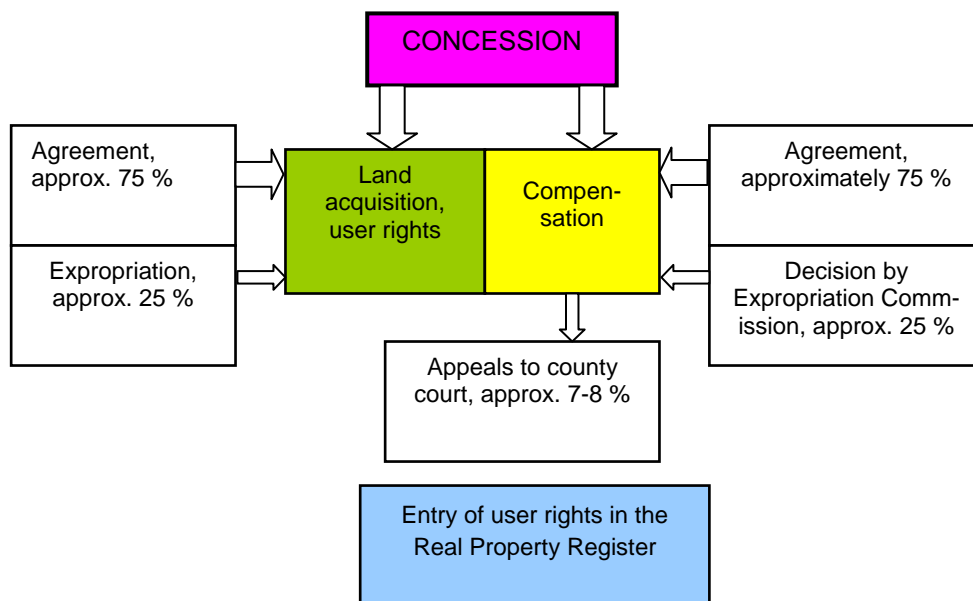 CONCESSION
Agreement,
approx. 75 %
Land
acquisition,
user rights
Compen-
sation
Agreement,
approximately 75 %
Expropriation,
approx. 25 %
Decision by
Expropriation Comm-
ission, approx. 25 %
Appeals to county
court, approx. 7-8 %
Entry of user rights in the
Real Property Register